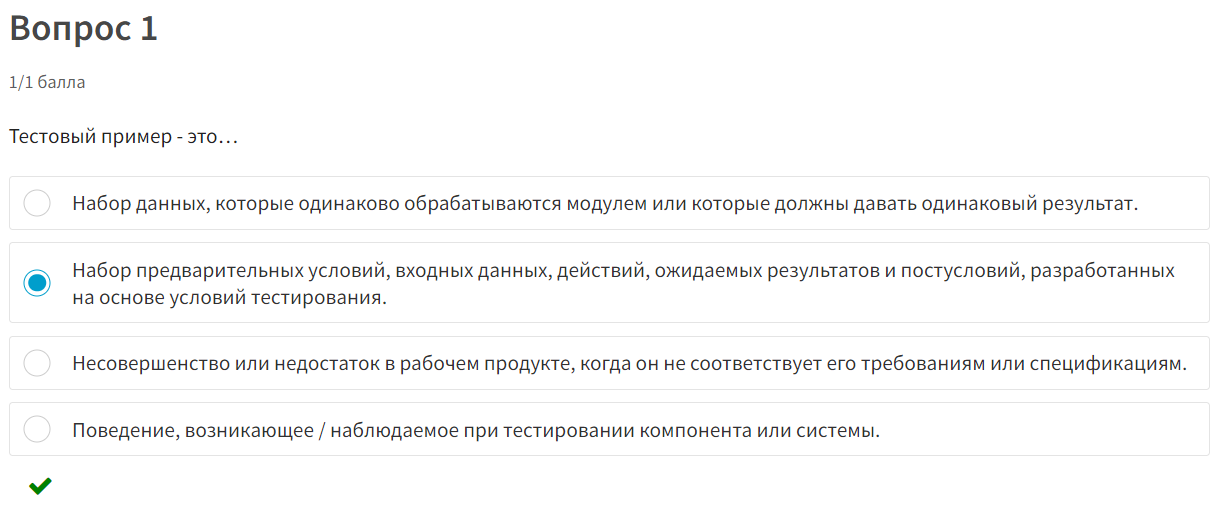 Вопрос 1
1/1 балла
Тестовый пример - это…
Набор данных, которые одинаково обрабатываются модулем или которые должны давать одинаковый результат.
Набор предварительных условий, входных данных, действий, ожидаемых результатов и постусловий, разработанных
на основе условий тестирования.
Несовершенство или недостаток в рабочем продукте, когда он не соответствует его требованиям или спецификациям.
Поведение, возникающее / наблюдаемое при тестировании компонента или системы.